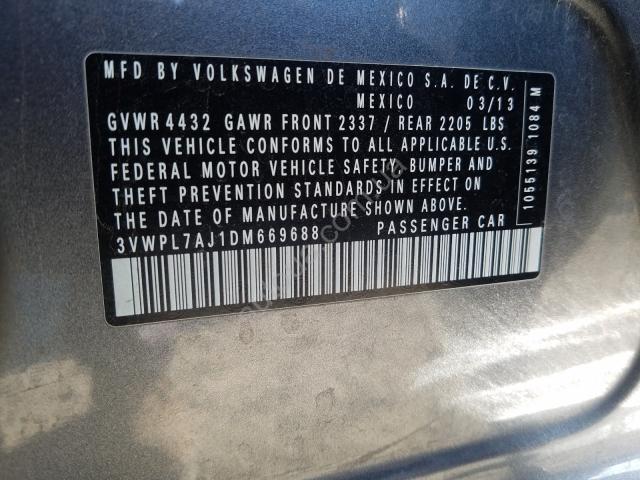 MFD BY VOLKSWAGEN DE MEXICO S.A. DE C.V.
MEXICO 03/13
GVWR 4432 GAWR FRONT 2337 / REAR 2205 LBS
THIS VEHICLE CONFORMS TO ALL APPLICABLE U.S.
FEDERAL MOTOR VEHICLE SAFETY, BUMPER AND
THEFT PREVENTION STANDARDS IN EFFECT ON
THE DATE OF MANUFACTURE SHOWN ABOVE.
3VWPL7AJ1DM669688 PASSENGER CAR
1055139 1084 M